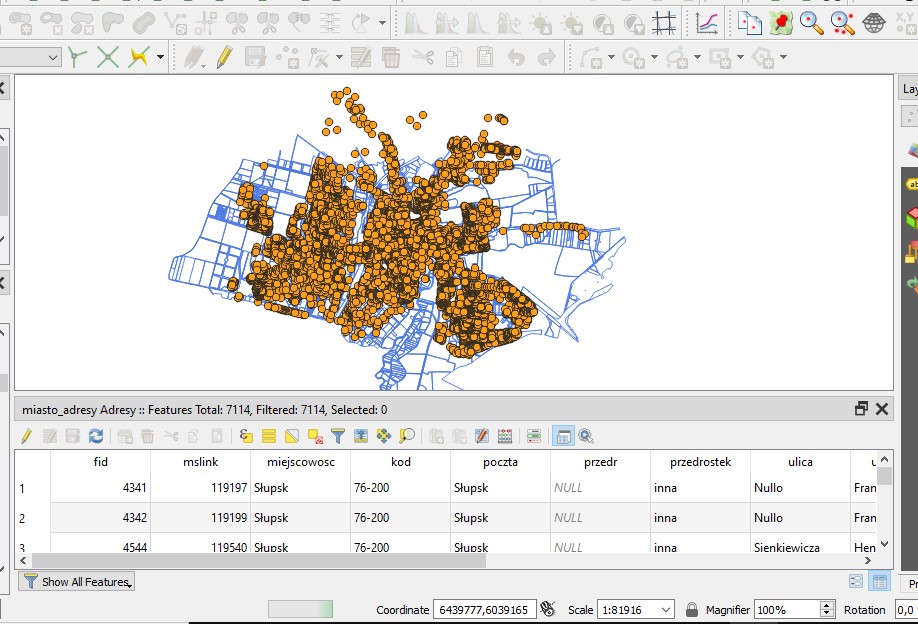 Lay
miasto_adresy Adresy :: Features Total: 7114, Filtered: 7114, Selected: 0
fid mslink miejscowosc kod poczta przedr przedrostek ulica u
1 4341 119197 Słupsk 76-200 Słupsk NULL inna Nullo Fran
2 4342 119199 Słupsk 76-200 Słupsk NULL inna Nullo Fran
3 4544 119540 Słupsk 76-200 Słupsk NULL inna Sienkiewicza Hen
Show All Features
Pr
Coordinate 6439777,6039165 Scale 1:81916 Magnifier 100% Rotation 0,0